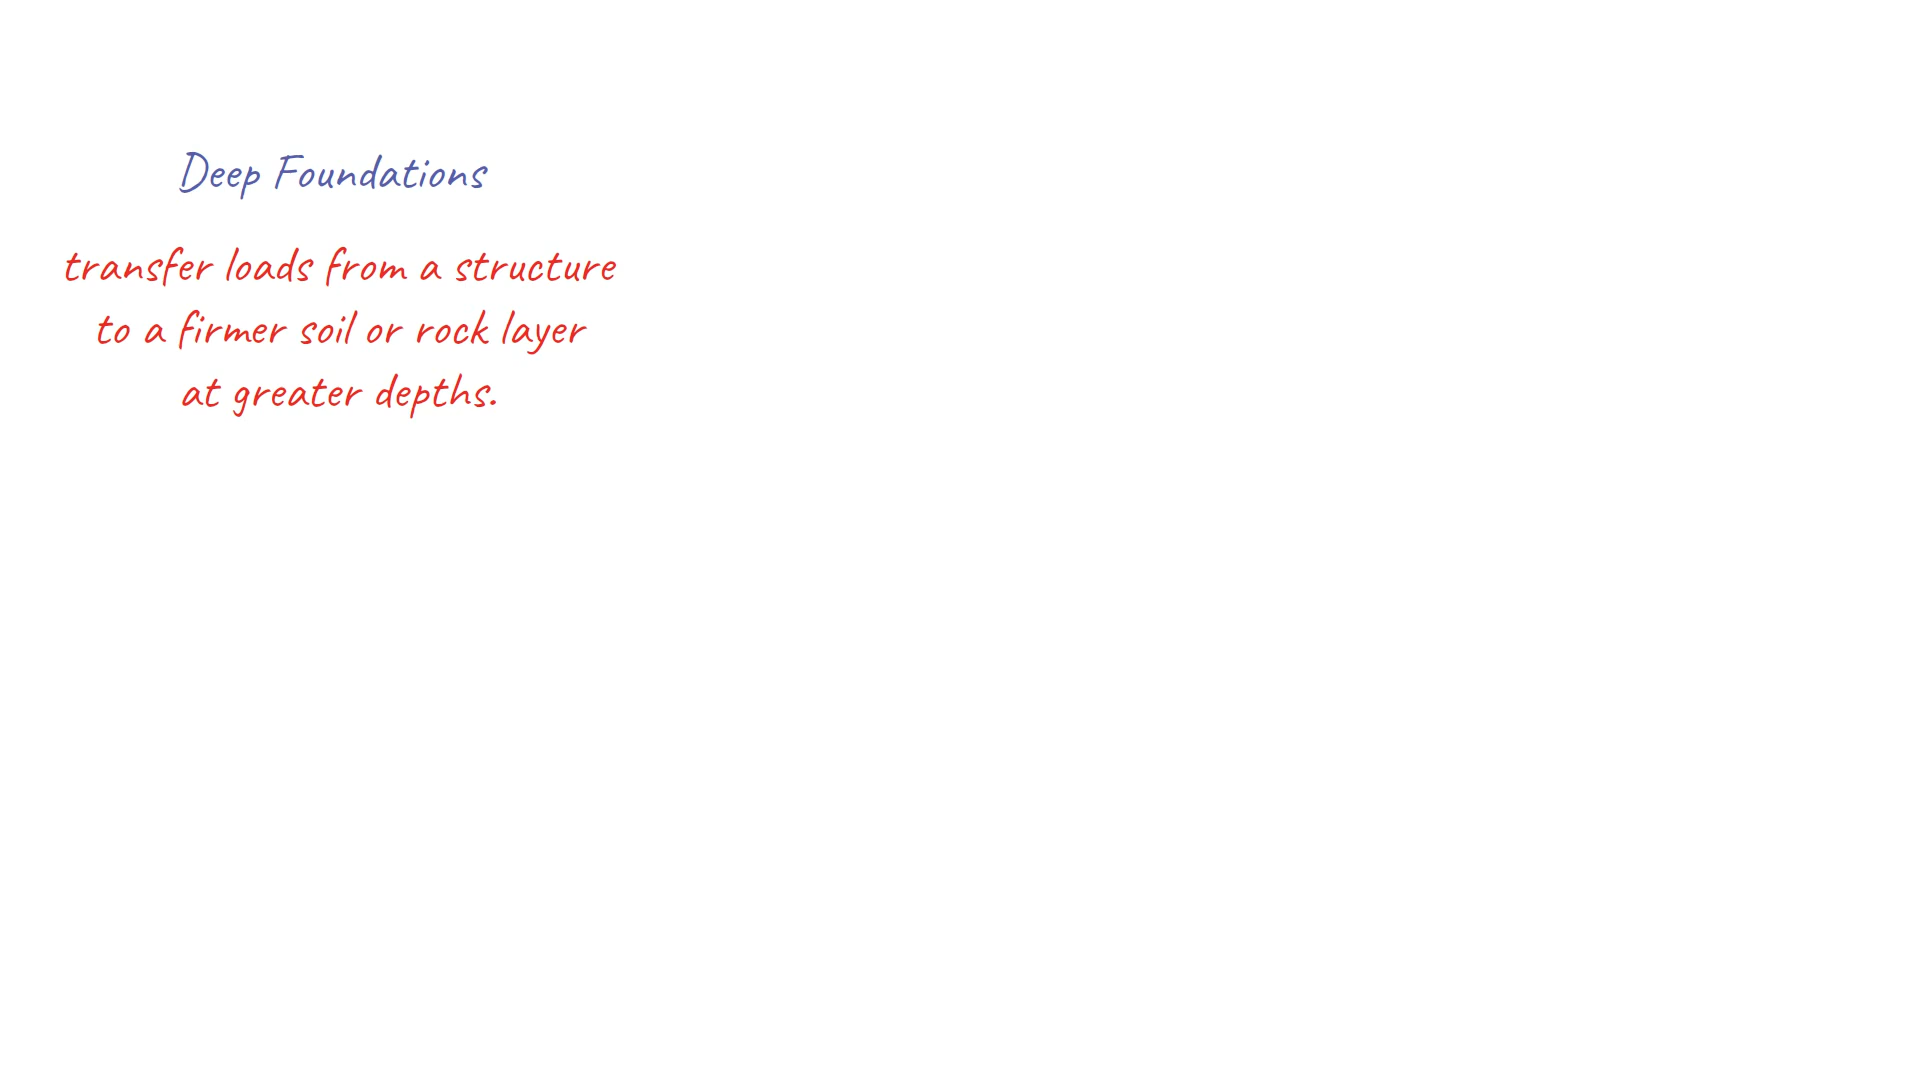 Deep Foundations
transfer loads from a structure
to a firmer soil or rock layer
at greater depths.